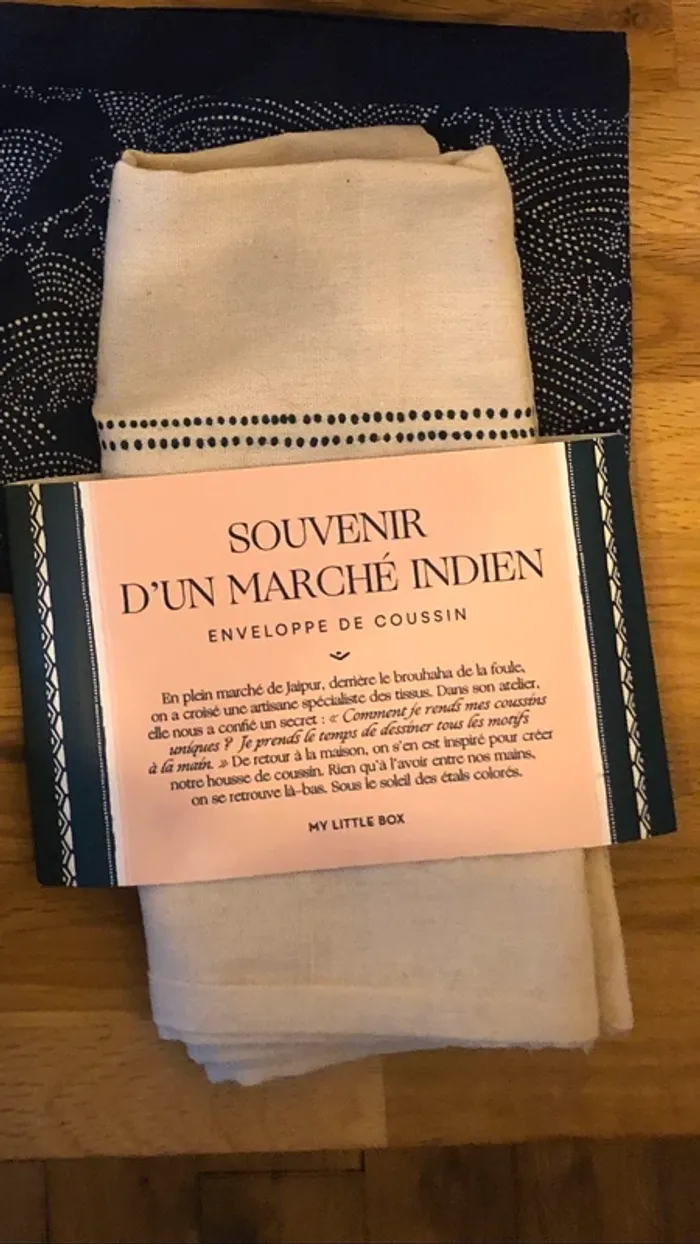 SOUVENIR
D'UN MARCHÉ INDIEN
ENVELOPPE DE COUSSIN
En plein marché de Jaipur, derrière le brouhaha de la foule,
on a croisé une artisane spécialiste des tissus. Dans son atelier,
elle nous a confié un secret : « Comment je rends mes coussins
uniques ? Je prends le temps de dessiner tous les motifs
à la main. » De retour à la maison, on s'en est inspiré pour créer
notre housse de coussin. Rien qu'à l'avoir entre nos mains,
on se retrouve là-bas. Sous le soleil des étals colorés.
MY LITTLE BOX